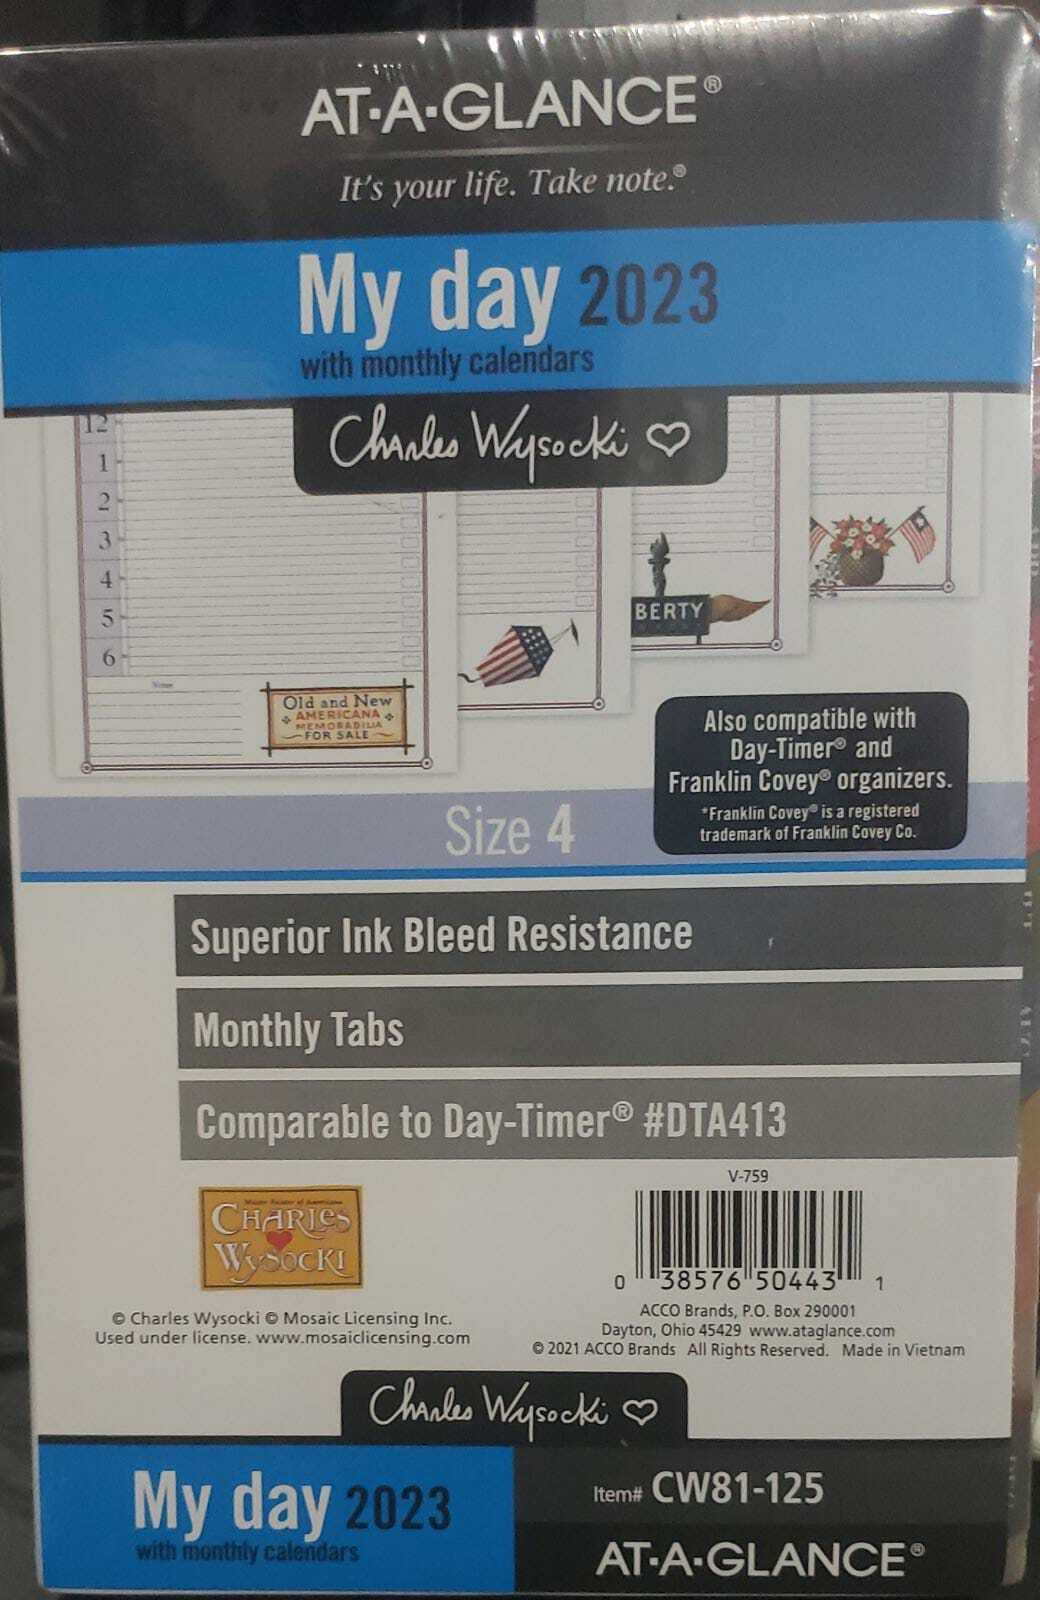 AT-A-GLANCE®
It's your life. Take note.®
My day 2023
with monthly calendars
Charles Wysocki
12
1
2
3
4
5
6
Notes
Old and New
AMERICANA
MEMORABILIA
FOR SALE
BERTY
Also compatible with
Day-Timer® and
Franklin Covey® organizers.
*Franklin Covey® is a registered
trademark of Franklin Covey Co.
Size 4
Superior Ink Bleed Resistance
Monthly Tabs
Comparable to Day-Timer® #DTA413
V-759
0 38576 50443 1
Master Painter of Americana
CHARLES
WYSOCKI
© Charles Wysocki © Mosaic Licensing Inc.
Used under license. www.mosaiclicensing.com
ACCO Brands, P.O. Box 290001
Dayton, Ohio 45429 www.ataglance.com
© 2021 ACCO Brands All Rights Reserved. Made in Vietnam
Charles Wysocki
My day 2023
with monthly calendars
Item# CW81-125
AT-A-GLANCE®